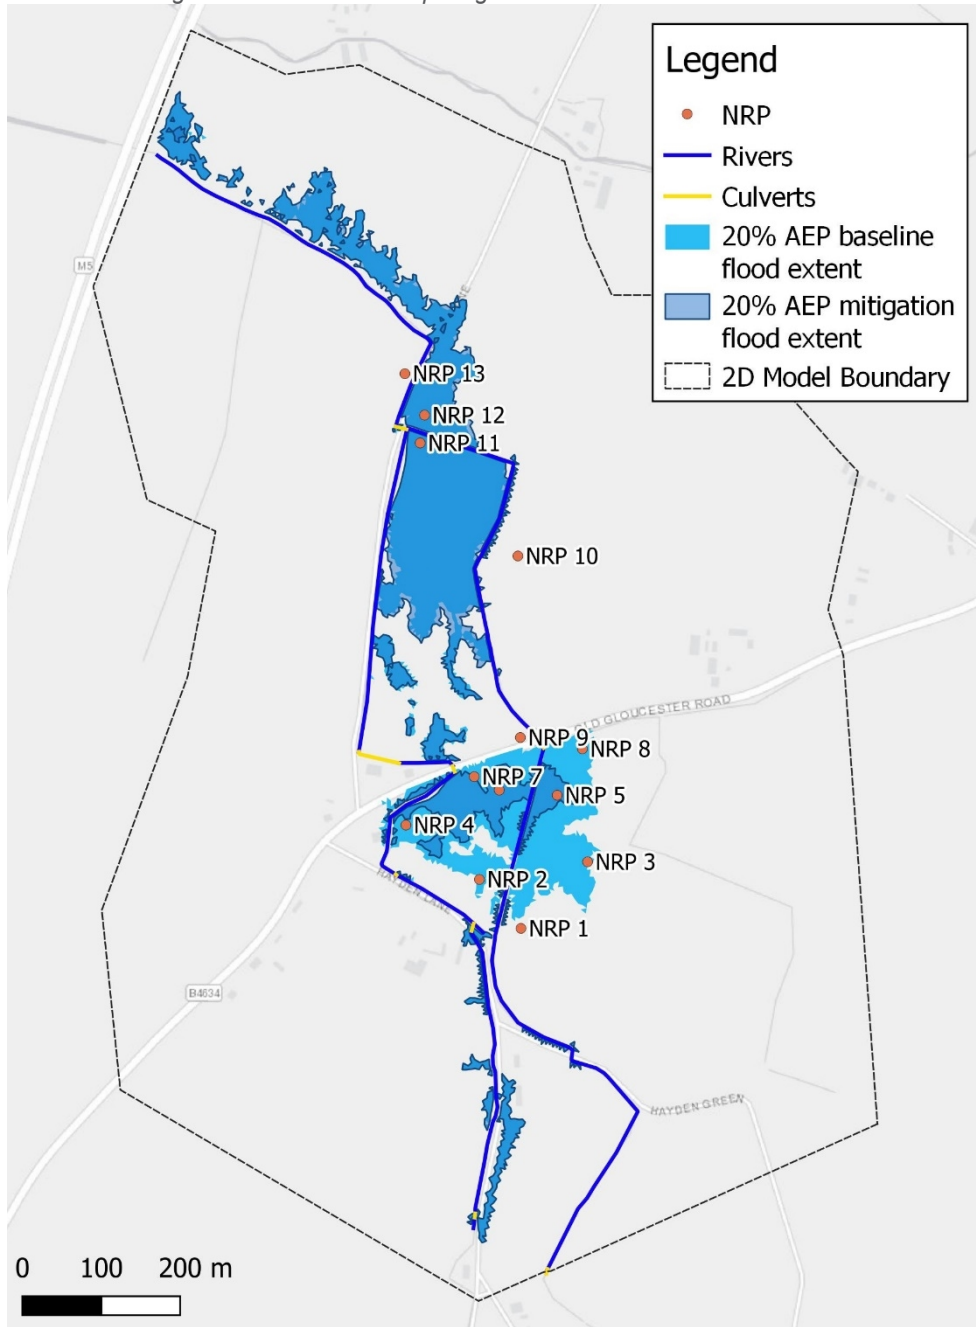 Legend
NRP
Rivers
Culverts
20% AEP baseline
flood extent
20% AEP mitigation
flood extent
2D Model Boundary
M5
NRP 13
NRP 12
NRP 11
NRP 10
OLD GLOUCESTER ROAD
NRP 9
NRP 8
NRP 7
NRP 5
NRP 4
NRP 3
NRP 2
HAYDEN LANE
NRP 1
B4634
HAYDEN GREEN
0 100 200 m